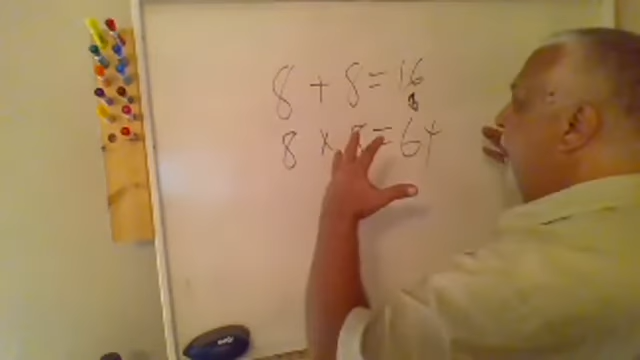 8 + 8 = 16
8 x 8 = 64